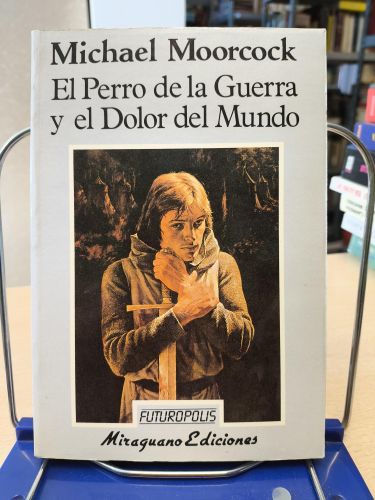 Michael Moorcock
El Perro de la Guerra
y el Dolor del Mundo
FUTUROPOLIS
Miraguano Ediciones